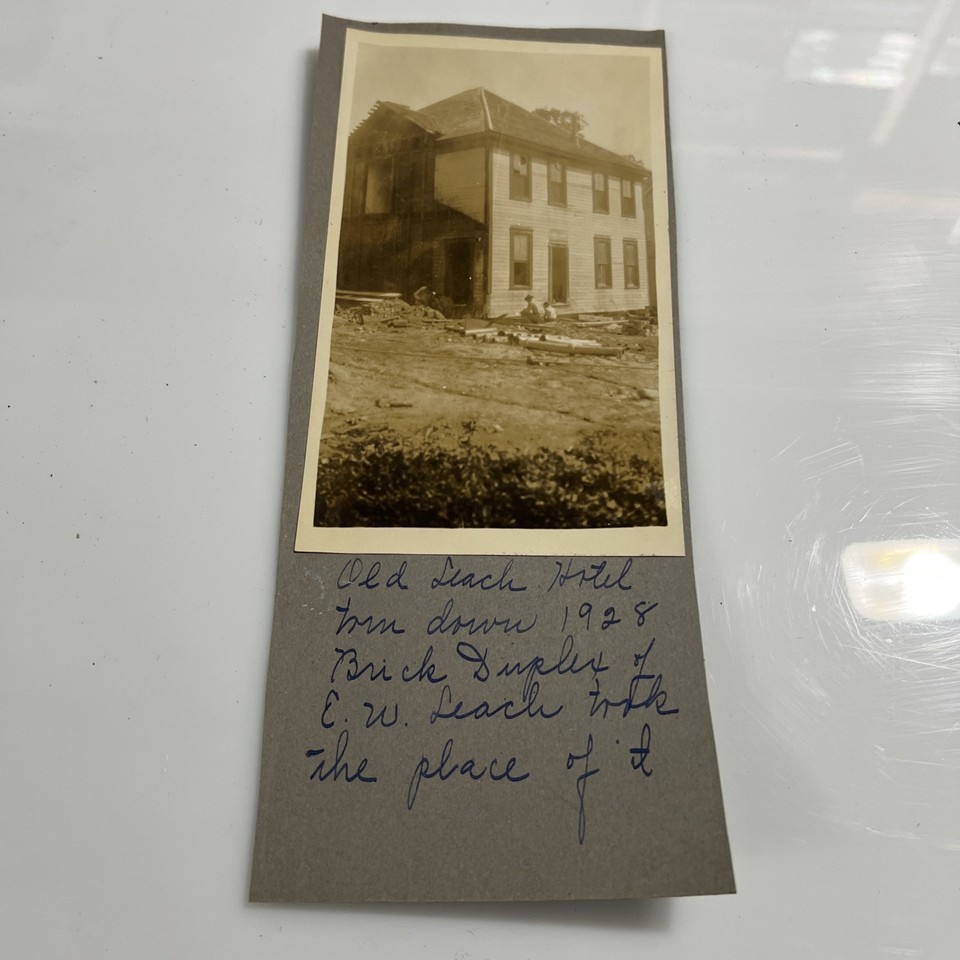 Old Leach Hotel
torn down 1928
Brick Duplex of
E. W. Leach took
the place of it